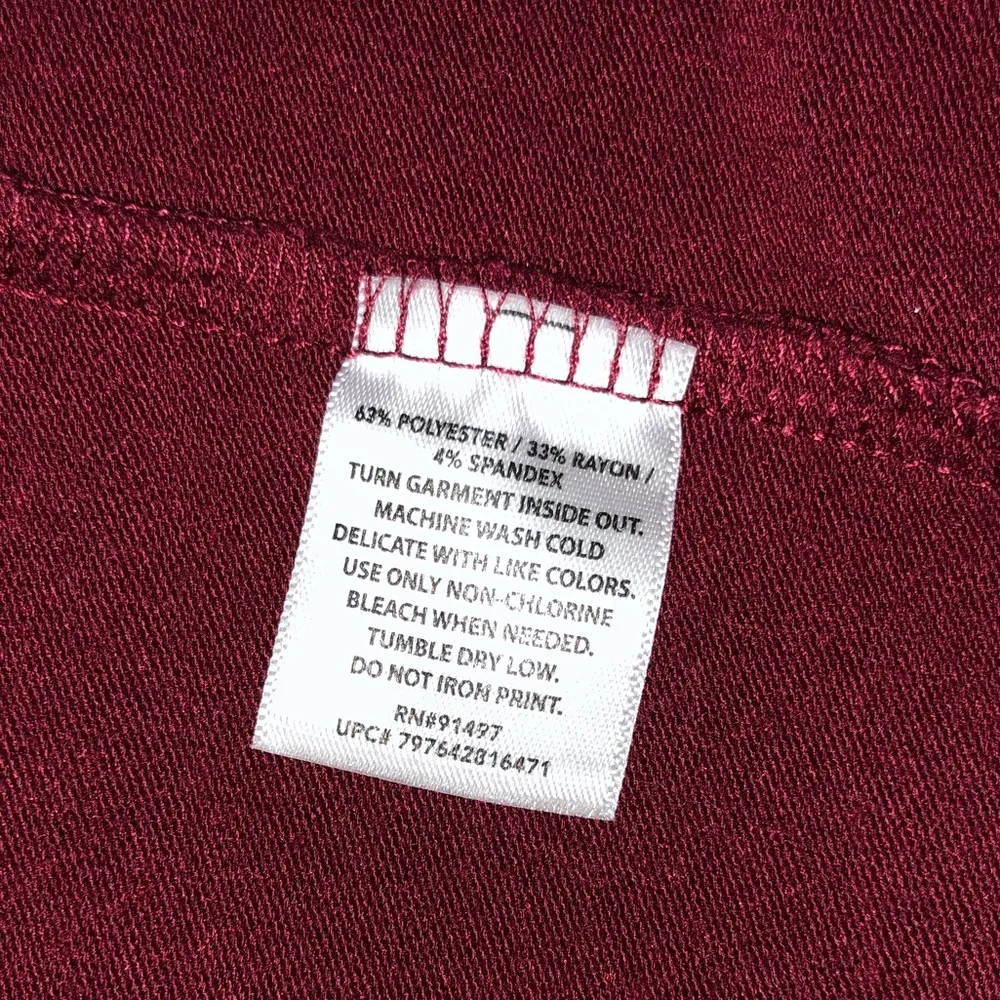 63% POLYESTER / 33% RAYON /
4% SPANDEX
TURN GARMENT INSIDE OUT.
MACHINE WASH COLD
DELICATE WITH LIKE COLORS.
USE ONLY NON-CHLORINE
BLEACH WHEN NEEDED.
TUMBLE DRY LOW.
DO NOT IRON PRINT.
RN#91497
UPC# 797642816471